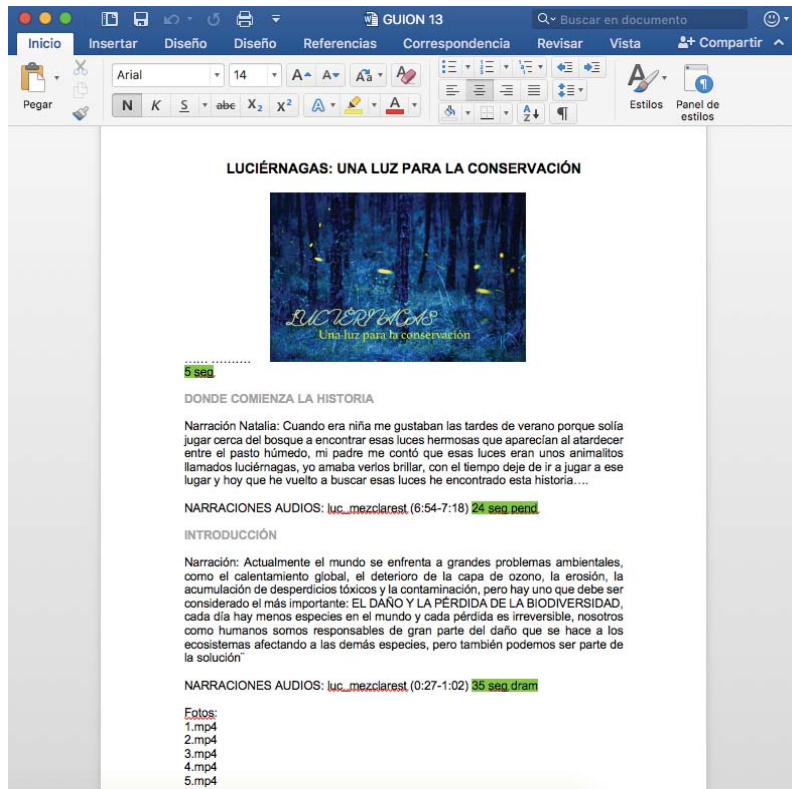 GUION 13
Buscar en documento
Inicio Insertar Diseño Diseño Referencias Correspondencia Revisar Vista Compartir
Pegar
Arial 14
N K S abc X₂ X²
Estilos Panel de estilos
LUCIÉRNAGAS: UNA LUZ PARA LA CONSERVACIÓN
LUCIÉRNAGAS
Una luz para la conservación
...... ..........
5 seg
DONDE COMIENZA LA HISTORIA
Narración Natalia: Cuando era niña me gustaban las tardes de verano porque solía
jugar cerca del bosque a encontrar esas luces hermosas que aparecían al atardecer
entre el pasto húmedo, mi padre me contó que esas luces eran unos animalitos
llamados luciérnagas, yo amaba verlos brillar, con el tiempo deje de ir a jugar a ese
lugar y hoy que he vuelto a buscar esas luces he encontrado esta historia….
NARRACIONES AUDIOS: luc_mezclarest (6:54-7:18) 24 seg pend
INTRODUCCIÓN
Narración: Actualmente el mundo se enfrenta a grandes problemas ambientales,
como el calentamiento global, el deterioro de la capa de ozono, la erosión, la
acumulación de desperdicios tóxicos y la contaminación, pero hay uno que debe ser
considerado el más importante: EL DAÑO Y LA PÉRDIDA DE LA BIODIVERSIDAD,
cada día hay menos especies en el mundo y cada pérdida es irreversible, nosotros
como humanos somos responsables de gran parte del daño que se hace a los
ecosistemas afectando a las demás especies, pero también podemos ser parte de
la solución¨
NARRACIONES AUDIOS: luc_mezclarest (0:27-1:02) 35 seg dram
Fotos:
1.mp4
2.mp4
3.mp4
4.mp4
5.mp4